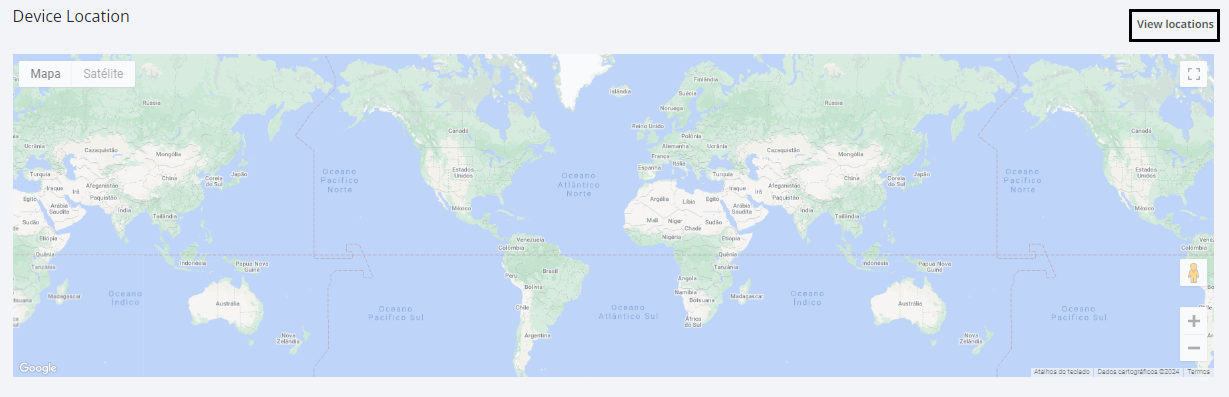 Device Location
View locations
Mapa
Satélite
Islândia
Finlândia
Suécia
Noruega
Rússia
Rússia
Canadá
Canadá
Reino Unido
Polônia
Alemanha
Ucrânia
Ucrânia
França
Cazaquistão
Mongólia
Cazaquistão
Mongólia
Itália
Espanha
Estados
Unidos
Estados
Unidos
Turquia
Turquia
China
Coreia
do Sul
Japão
China
Coreia
do Sul
Japão
Oceano
Pacífico
Norte
Oceano
Atlântico
Norte
Oceano
Pacífico
Norte
Iraque
Irã
Afeganistão
Paquistão
Iraque
Irã
Afeganistão
Paquistão
Egito
Arábia
Saudita
Índia
Argélia
Líbia
Egito
Arábia
Saudita
Índia
México
México
Mali
Níger
Chade
Sudão
Sudão
Tailândia
Tailândia
Nigéria
Etiópia
Etiópia
Venezuela
Colômbia
Venezuela
Colômbia
Quênia
Quênia
Indonésia
Papua-Nova
Guiné
Indonésia
Papua-Nova
Guiné
Tanzânia
Tanzânia
Peru
Brasil
Bolívia
Chile
Argentina
Angola
Namíbia
Botsuana
África
do Sul
Madagáscar
Madagáscar
Oceano
Índico
Oceano
Índico
Austrália
Austrália
Oceano
Pacífico Sul
Oceano
Atlântico Sul
Oceano
Pacífico Sul
Nova
Zelândia
Nova
Zelândia
Google
Atalhos do teclado
Dados cartográficos ©2024
Termos